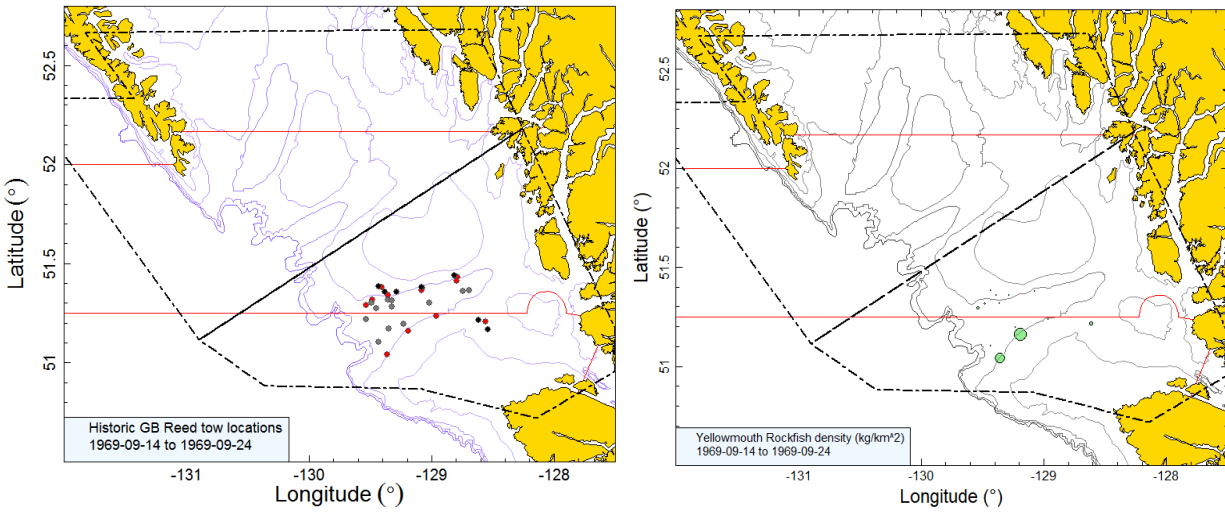 52.5
52
51.5
51
Latitude (°)
Historic GB Reed tow locations
1969-09-14 to 1969-09-24
-131
-130
-129
-128
Longitude (°)
52.5
52
51.5
51
Latitude (°)
Yellowmouth Rockfish density (kg/km^2)
1969-09-14 to 1969-09-24
-131
-130
-129
-128
Longitude (°)